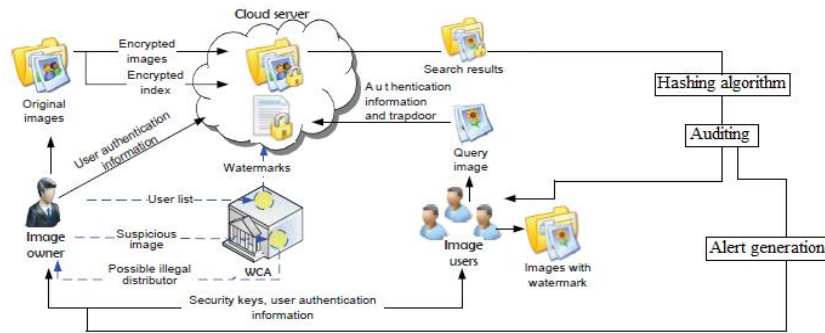 Cloud server
Encrypted
images
Encrypted
index
Original
images
Search results
Hashing algorithm
Authentication
information
and trapdoor
Auditing
User authentication
information
Watermarks
Query
image
User list
Suspicious
image
Image
owner
Possible illegal
distributor
WCA
Image
users
Images with
watermark
Alert generation
Security keys, user authentication
information